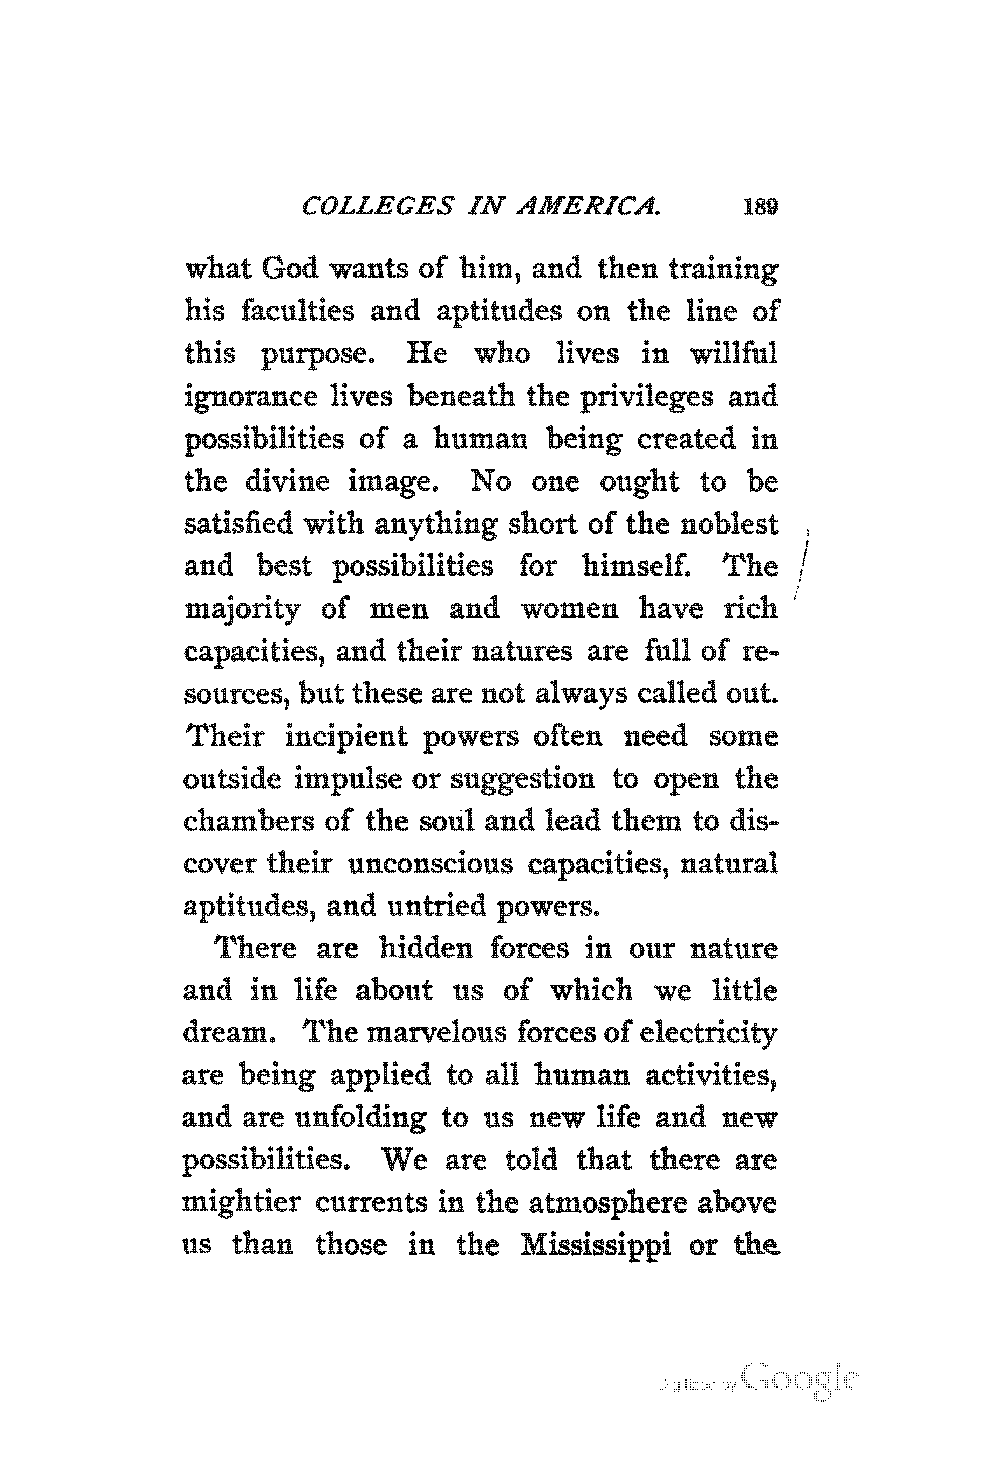 COLLEGES IN AMERICA. 189
what God wants of him, and then training
his faculties and aptitudes on the line of
this purpose. He who lives in willful
ignorance lives beneath the privileges and
possibilities of a human being created in
the divine image. No one ought to be
satisfied with anything short of the noblest
and best possibilities for himself. The
majority of men and women have rich
capacities, and their natures are full of re-
sources, but these are not always called out.
Their incipient powers often need some
outside impulse or suggestion to open the
chambers of the soul and lead them to dis-
cover their unconscious capacities, natural
aptitudes, and untried powers.
There are hidden forces in our nature
and in life about us of which we little
dream. The marvelous forces of electricity
are being applied to all human activities,
and are unfolding to us new life and new
possibilities. We are told that there are
mightier currents in the atmosphere above
us than those in the Mississippi or the
Digitized by Google